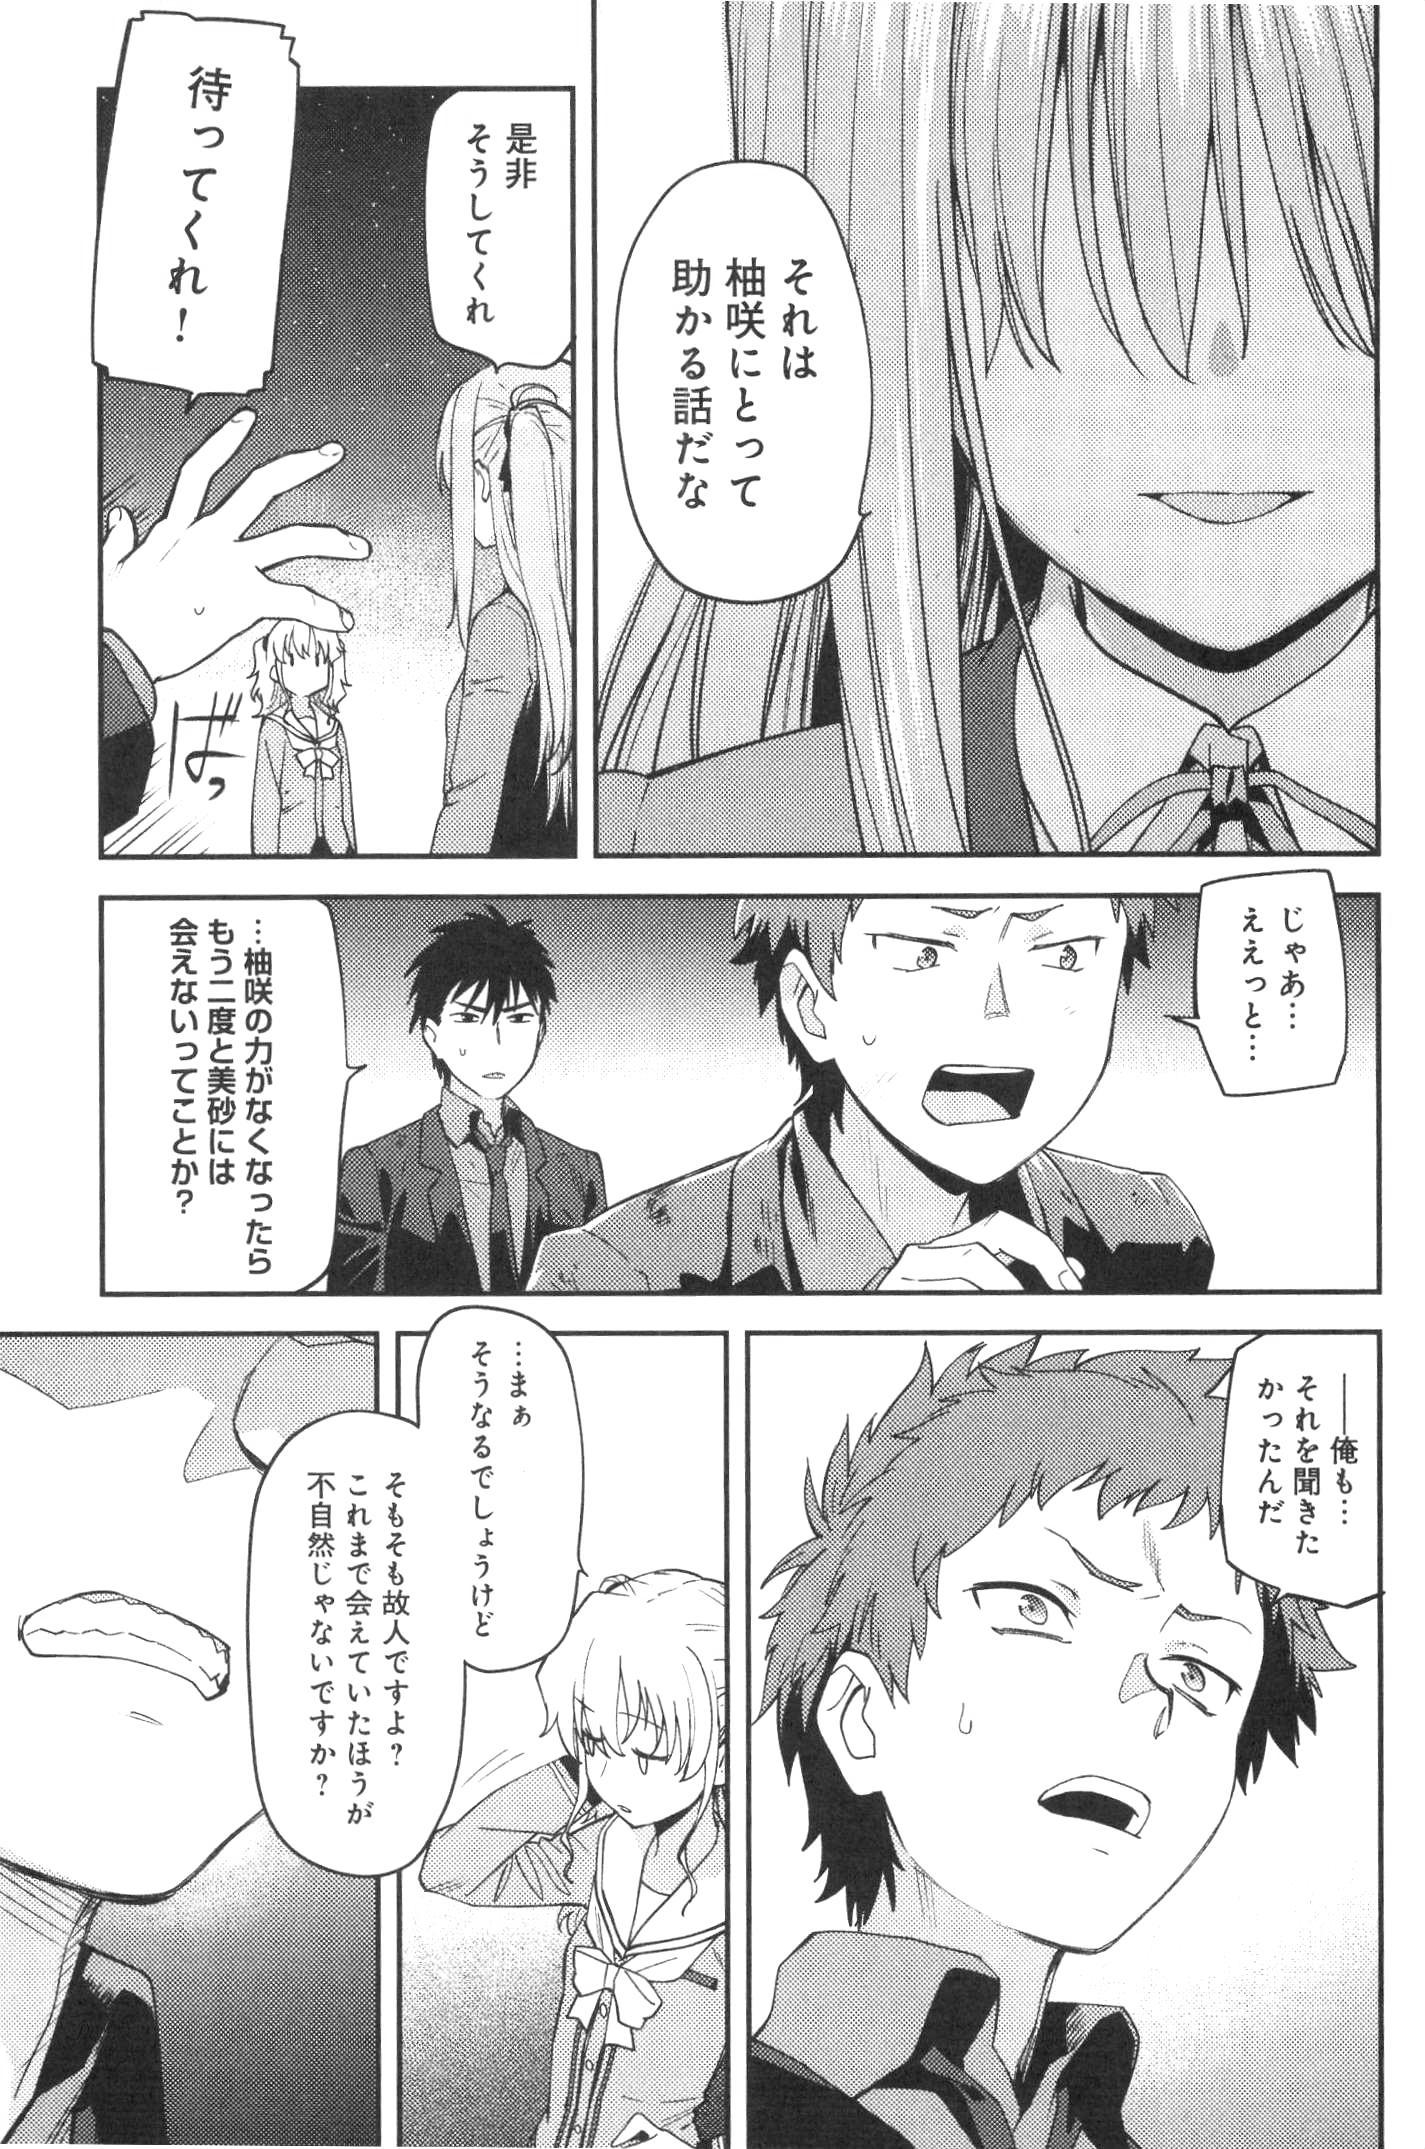 それは
柚咲にとって
助かる話だな
是非
そうしてくれ
待ってくれ！
ばっ
じゃあ…
ええっと…
…柚咲の力がなくなったら
もう二度と美砂には
会えないってことか？
──俺も…
それを聞きた
かったんだ
…まぁ
そうなるでしょうけど
そもそも故人ですよ？
これまで会えていたほうが
不自然じゃないですか？